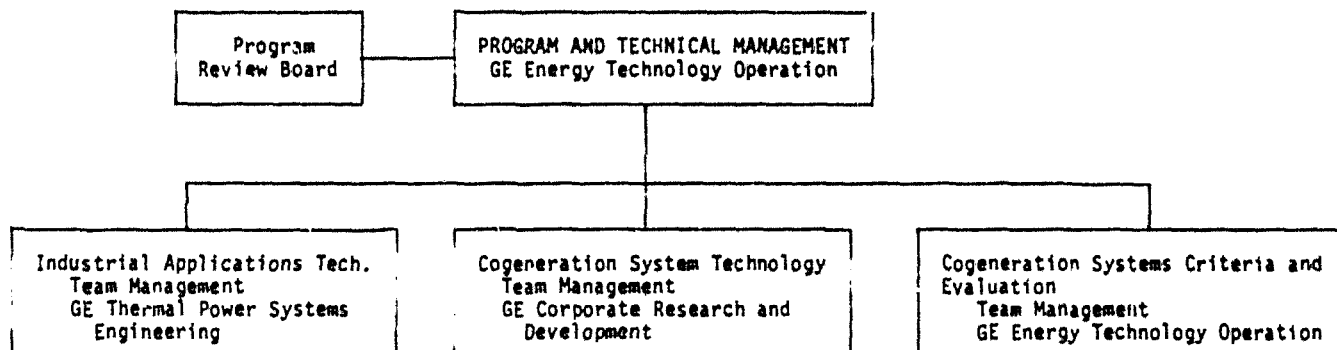 Program
Review Board
PROGRAM AND TECHNICAL MANAGEMENT
GE Energy Technology Operation
Industrial Applications Tech.
Team Management
GE Thermal Power Systems
Engineering
Cogeneration System Technology
Team Management
GE Corporate Research and
Development
Cogeneration Systems Criteria and
Evaluation
Team Management
GE Energy Technology Operation